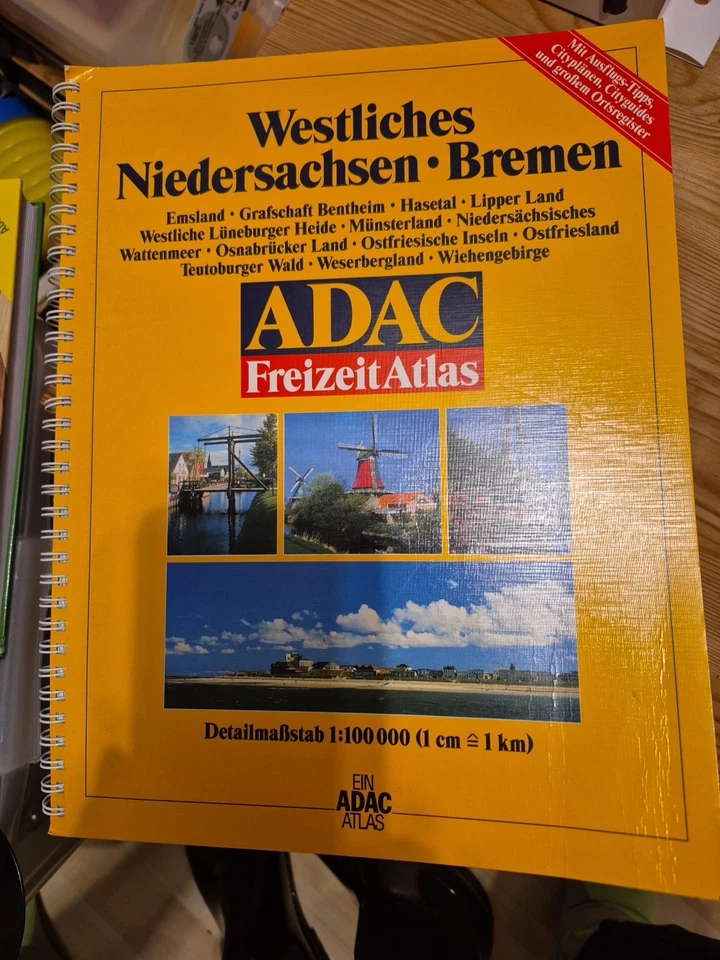 Mit Ausflugs-Tipps,
Cityplänen, Cityguides
und großem Ortsregister
Westliches
Niedersachsen · Bremen
Emsland · Grafschaft Bentheim · Hasetal · Lipper Land
Westliche Lüneburger Heide · Münsterland · Niedersächsisches
Wattenmeer · Osnabrücker Land · Ostfriesische Inseln · Ostfriesland
Teutoburger Wald · Weserbergland · Wiehengebirge
ADAC
FreizeitAtlas
Detailmaßstab 1:100 000 (1 cm ≙ 1 km)
EIN
ADAC
ATLAS